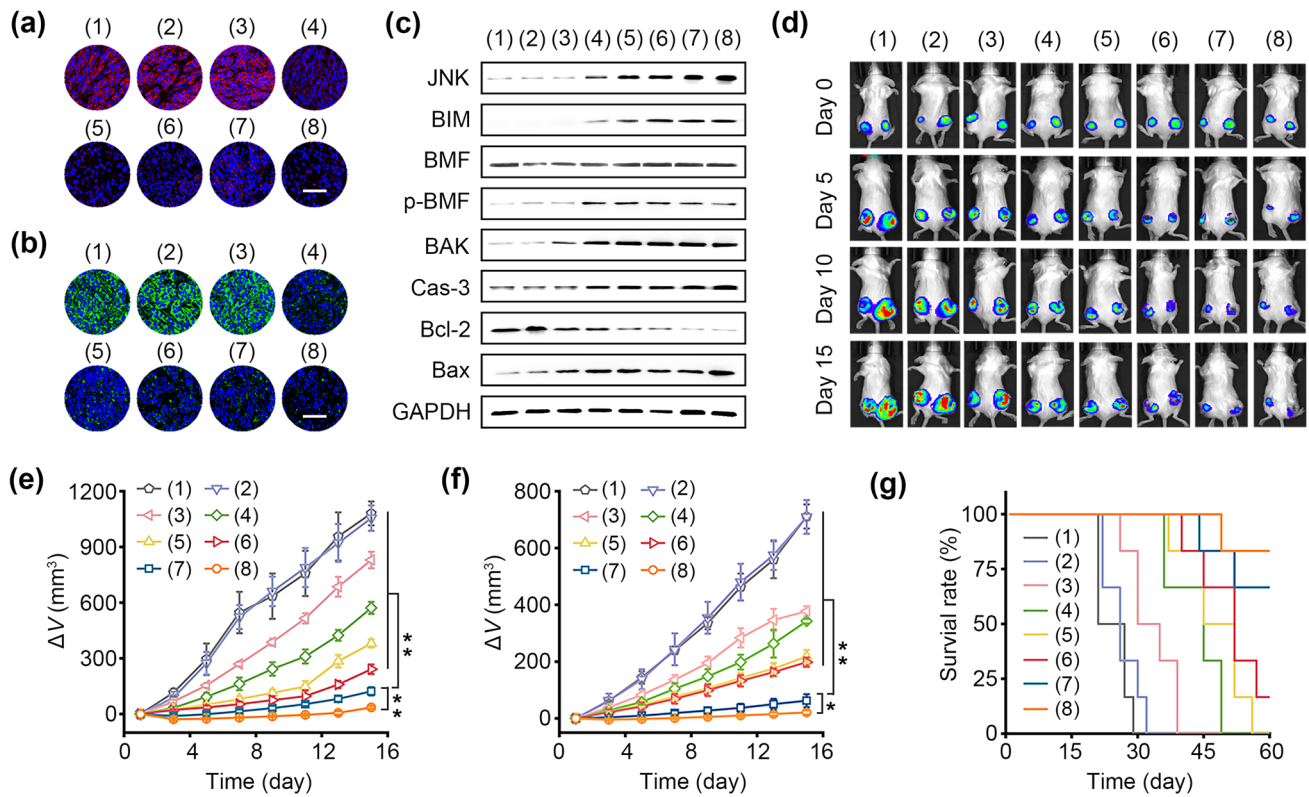 (a)
(1) (2) (3) (4)
(5) (6) (7) (8)
(b)
(1) (2) (3) (4)
(5) (6) (7) (8)
(c)
(1) (2) (3) (4) (5) (6) (7) (8)
JNK
BIM
BMF
p-BMF
BAK
Cas-3
Bcl-2
Bax
GAPDH
(d)
(1) (2) (3) (4) (5) (6) (7) (8)
Day 0
Day 5
Day 10
Day 15
(e)
ΔV (mm³)
1200
900
600
300
0
(1) (2)
(3) (4)
(5) (6)
(7) (8)
**
**
0 4 8 12 16
Time (day)
(f)
ΔV (mm³)
800
600
400
200
0
(1) (2)
(3) (4)
(5) (6)
(7) (8)
**
*
0 4 8 12 16
Time (day)
(g)
Survial rate (%)
100
75
50
25
0
(1)
(2)
(3)
(4)
(5)
(6)
(7)
(8)
0 15 30 45 60
Time (day)